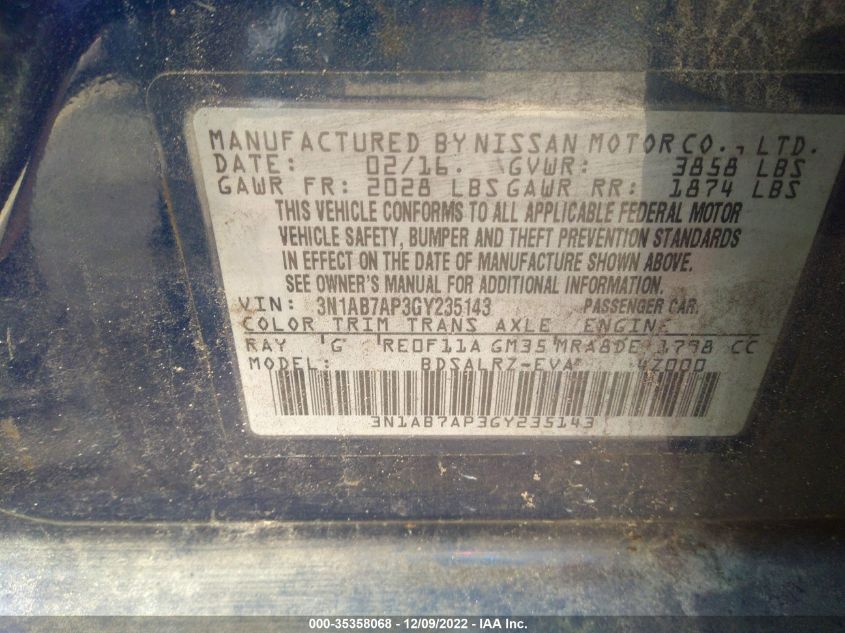 MANUFACTURED BY NISSAN MOTOR CO., LTD.
DATE: 02/16. GVWR: 3858 LBS
GAWR FR: 2028 LBS GAWR RR: 1874 LBS
THIS VEHICLE CONFORMS TO ALL APPLICABLE FEDERAL MOTOR
VEHICLE SAFETY, BUMPER AND THEFT PREVENTION STANDARDS
IN EFFECT ON THE DATE OF MANUFACTURE SHOWN ABOVE.
SEE OWNER'S MANUAL FOR ADDITIONAL INFORMATION.
VIN: 3N1AB7AP3GY235143 PASSENGER CAR.
COLOR TRIM TRANS AXLE ENGINE
RAY G RE0F11A GM35 MRA8DE 1798 CC
MODEL: BDSALRZ-EVA 4Z000
3N1AB7AP3GY235143
000-35358068 - 12/09/2022 - IAA Inc.